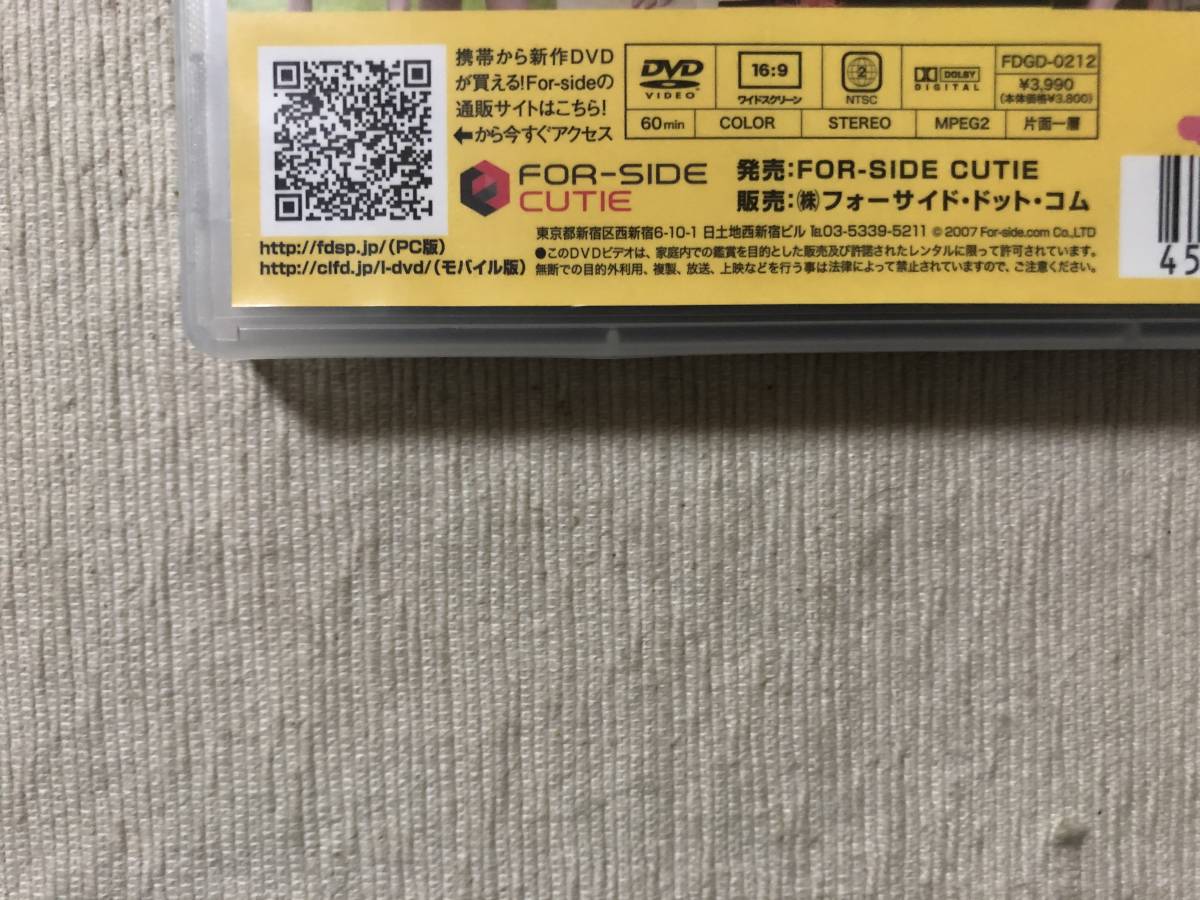 携帯から新作DVD
が買える!For-sideの
通販サイトはこちら!
←から今すぐアクセス
http://fdsp.jp/(PC版)
http://clfd.jp/l-dvd/(モバイル版)
DVD
VIDEO
16:9
ワイドスクリーン
2
NTSC
DOLBY
DIGITAL
FDGD-0212
¥3,990
(本体価格¥3,800)
60min COLOR STEREO MPEG2 片面一層
FOR-SIDE
CUTIE
発売:FOR-SIDE CUTIE
販売:㈱フォーサイド・ドット・コム
東京都新宿区西新宿6-10-1 日土地西新宿ビル ℡03-5339-5211 © 2007 For-side.com Co.,LTD
●このDVDビデオは、家庭内での鑑賞を目的とした販売及び許諾されたレンタルに限って許可されています。
無断での目的外利用、複製、放送、上映などを行う事は法律によって禁止されていますので、ご注意ください。
45